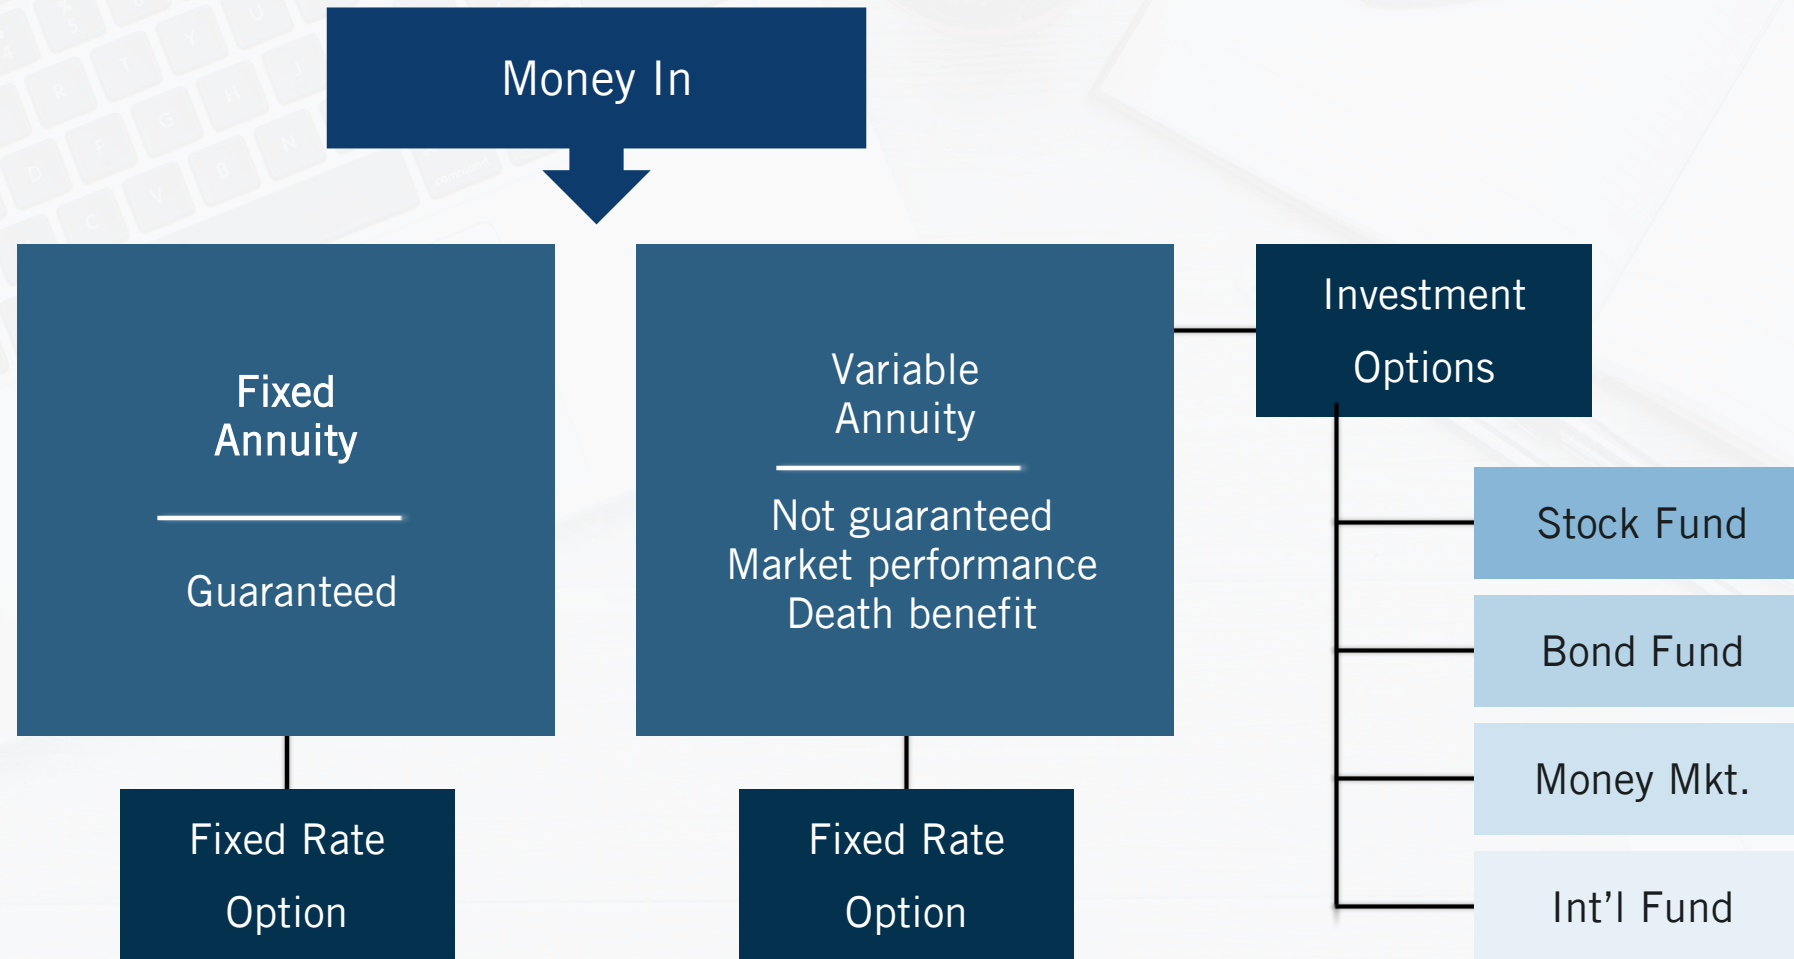 Money In
Fixed
Annuity
Guaranteed
Fixed Rate
Option
Variable
Annuity
Not guaranteed
Market performance
Death benefit
Fixed Rate
Option
Investment
Options
Stock Fund
Bond Fund
Money Mkt.
Int'l Fund